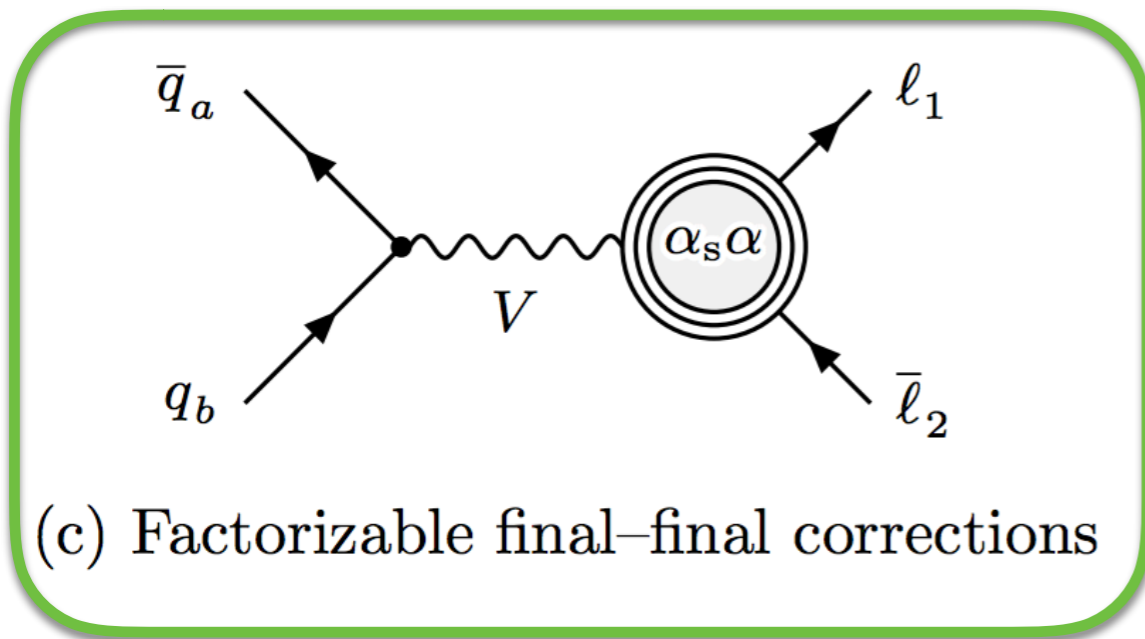 q̅a ℓ1
αsα
V
qb ℓ̅2
(c) Factorizable final–final corrections